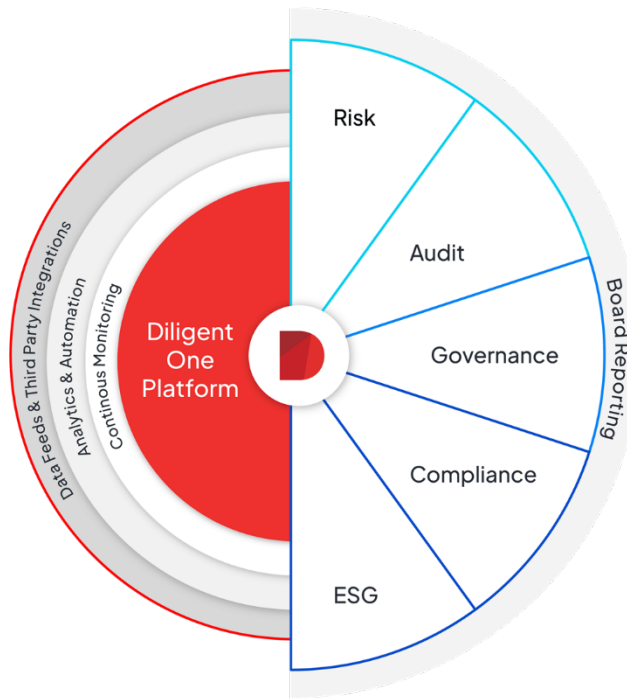 Data Feeds & Third Party Integrations
Analytics & Automation
Continous Monitoring
Diligent
One
Platform
Risk
Audit
Governance
Compliance
ESG
Board Reporting